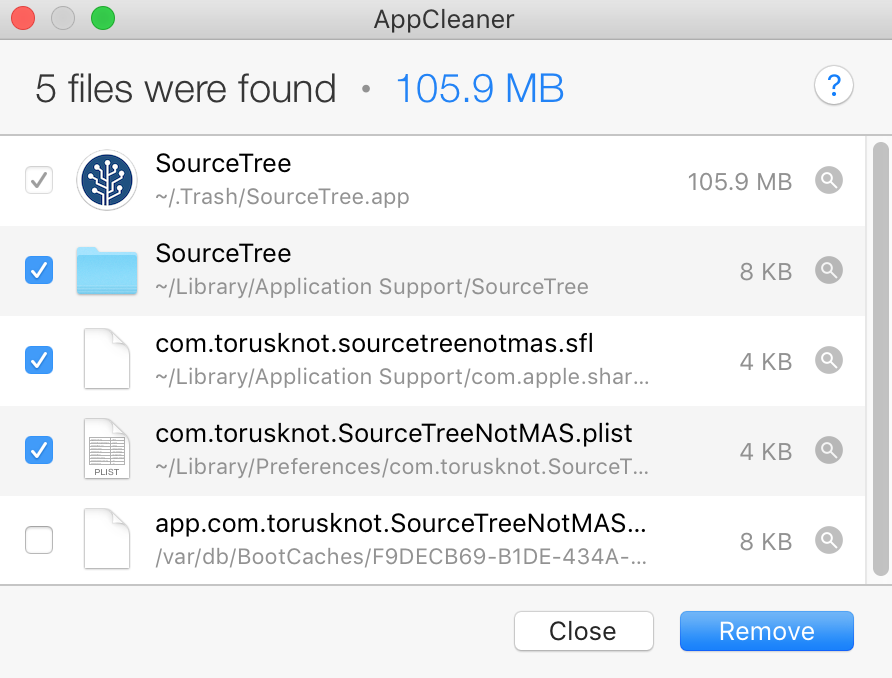 AppCleaner
5 files were found • 105.9 MB
?
SourceTree
~/.Trash/SourceTree.app
105.9 MB
SourceTree
~/Library/Application Support/SourceTree
8 KB
com.torusknot.sourcetreenotmas.sfl
~/Library/Application Support/com.apple.shar...
4 KB
PLIST
com.torusknot.SourceTreeNotMAS.plist
~/Library/Preferences/com.torusknot.SourceT...
4 KB
app.com.torusknot.SourceTreeNotMAS...
/var/db/BootCaches/F9DECB69-B1DE-434A-...
8 KB
Close
Remove